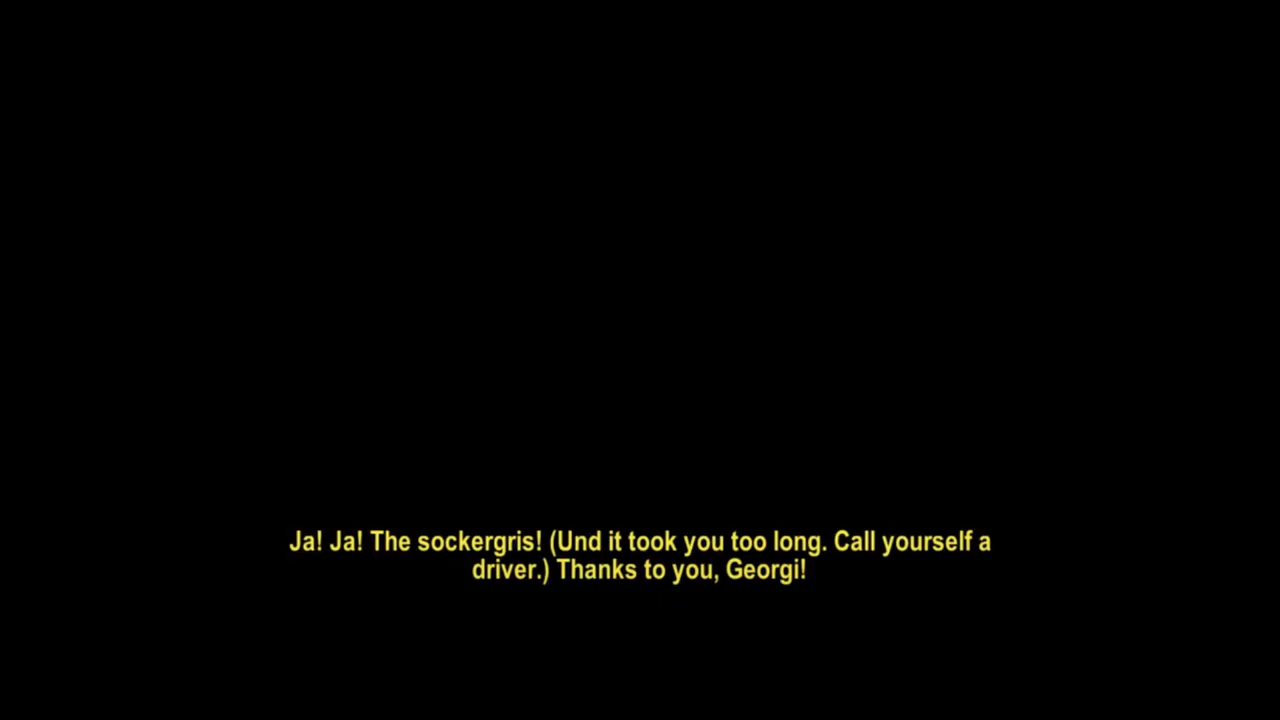 Ja! Ja! The sockergris! (Und it took you too long. Call yourself a
driver.) Thanks to you, Georgi!